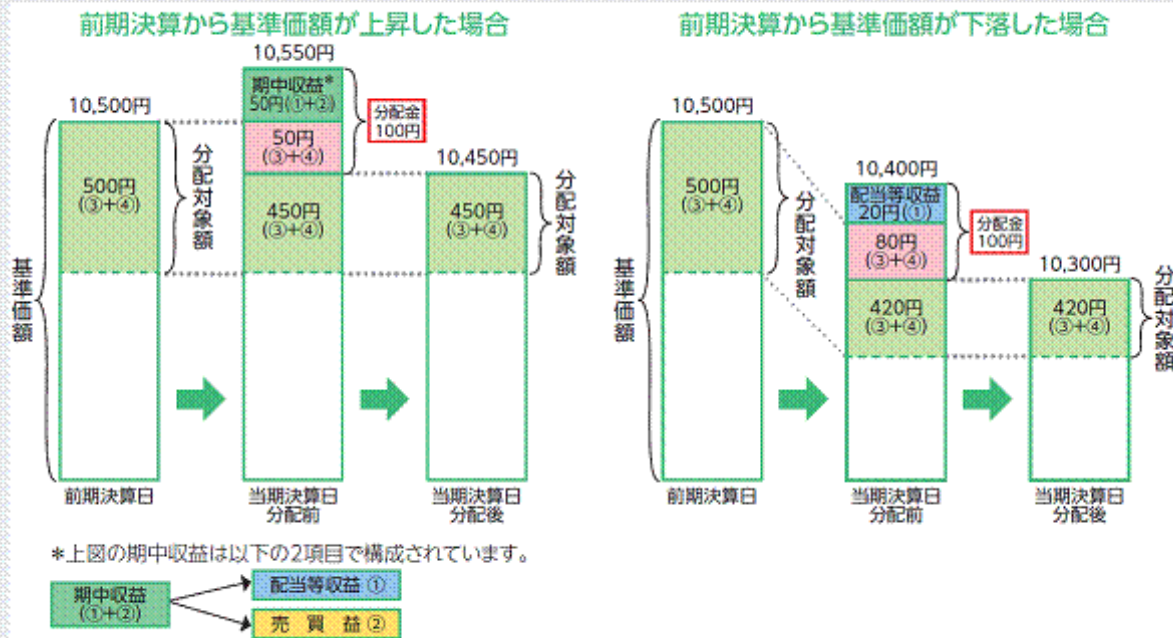 前期決算から基準価額が上昇した場合
10,550円
10,500円
期中収益*
50円(①+②)
分配金
100円
50円
(③+④)
10,450円
500円
(③+④)
分配対象額
450円
(③+④)
450円
(③+④)
分配対象額
基準価額
前期決算日
当期決算日
分配前
当期決算日
分配後
前期決算から基準価額が下落した場合
10,500円
10,400円
500円
(③+④)
分配対象額
配当等収益
20円(①)
分配金
100円
80円
(③+④)
10,300円
420円
(③+④)
420円
(③+④)
分配対象額
基準価額
前期決算日
当期決算日
分配前
当期決算日
分配後
*上図の期中収益は以下の2項目で構成されています。
期中収益
(①+②)
配当等収益 ①
売 買 益 ②